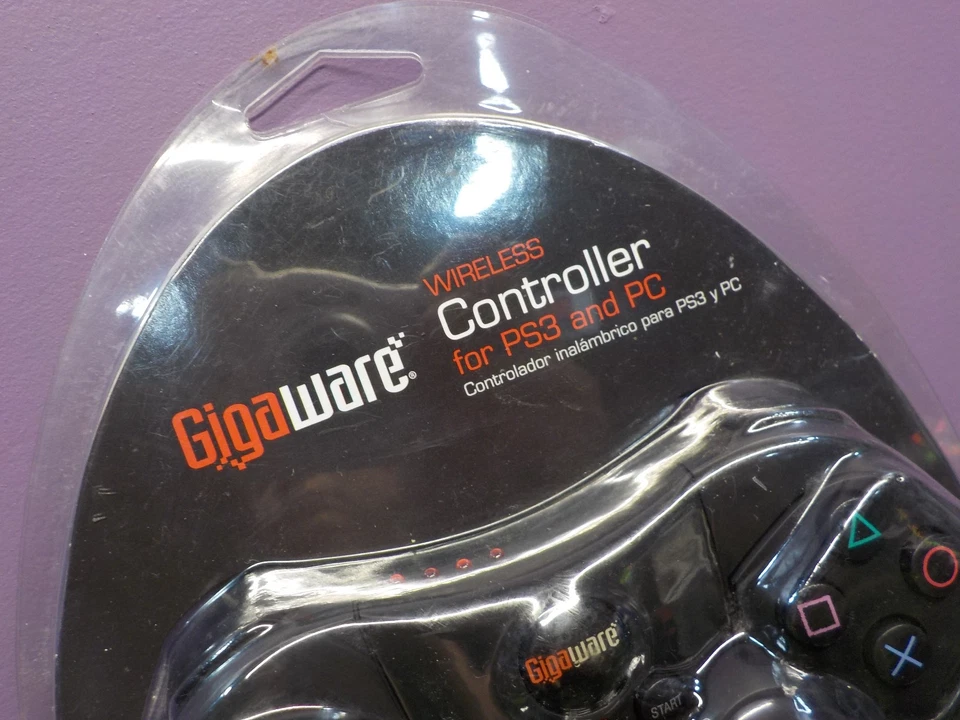 WIRELESS
Controller
for PS3 and PC
Controlador inalámbrico para PS3 y PC
Gigaware®
Gigaware
START